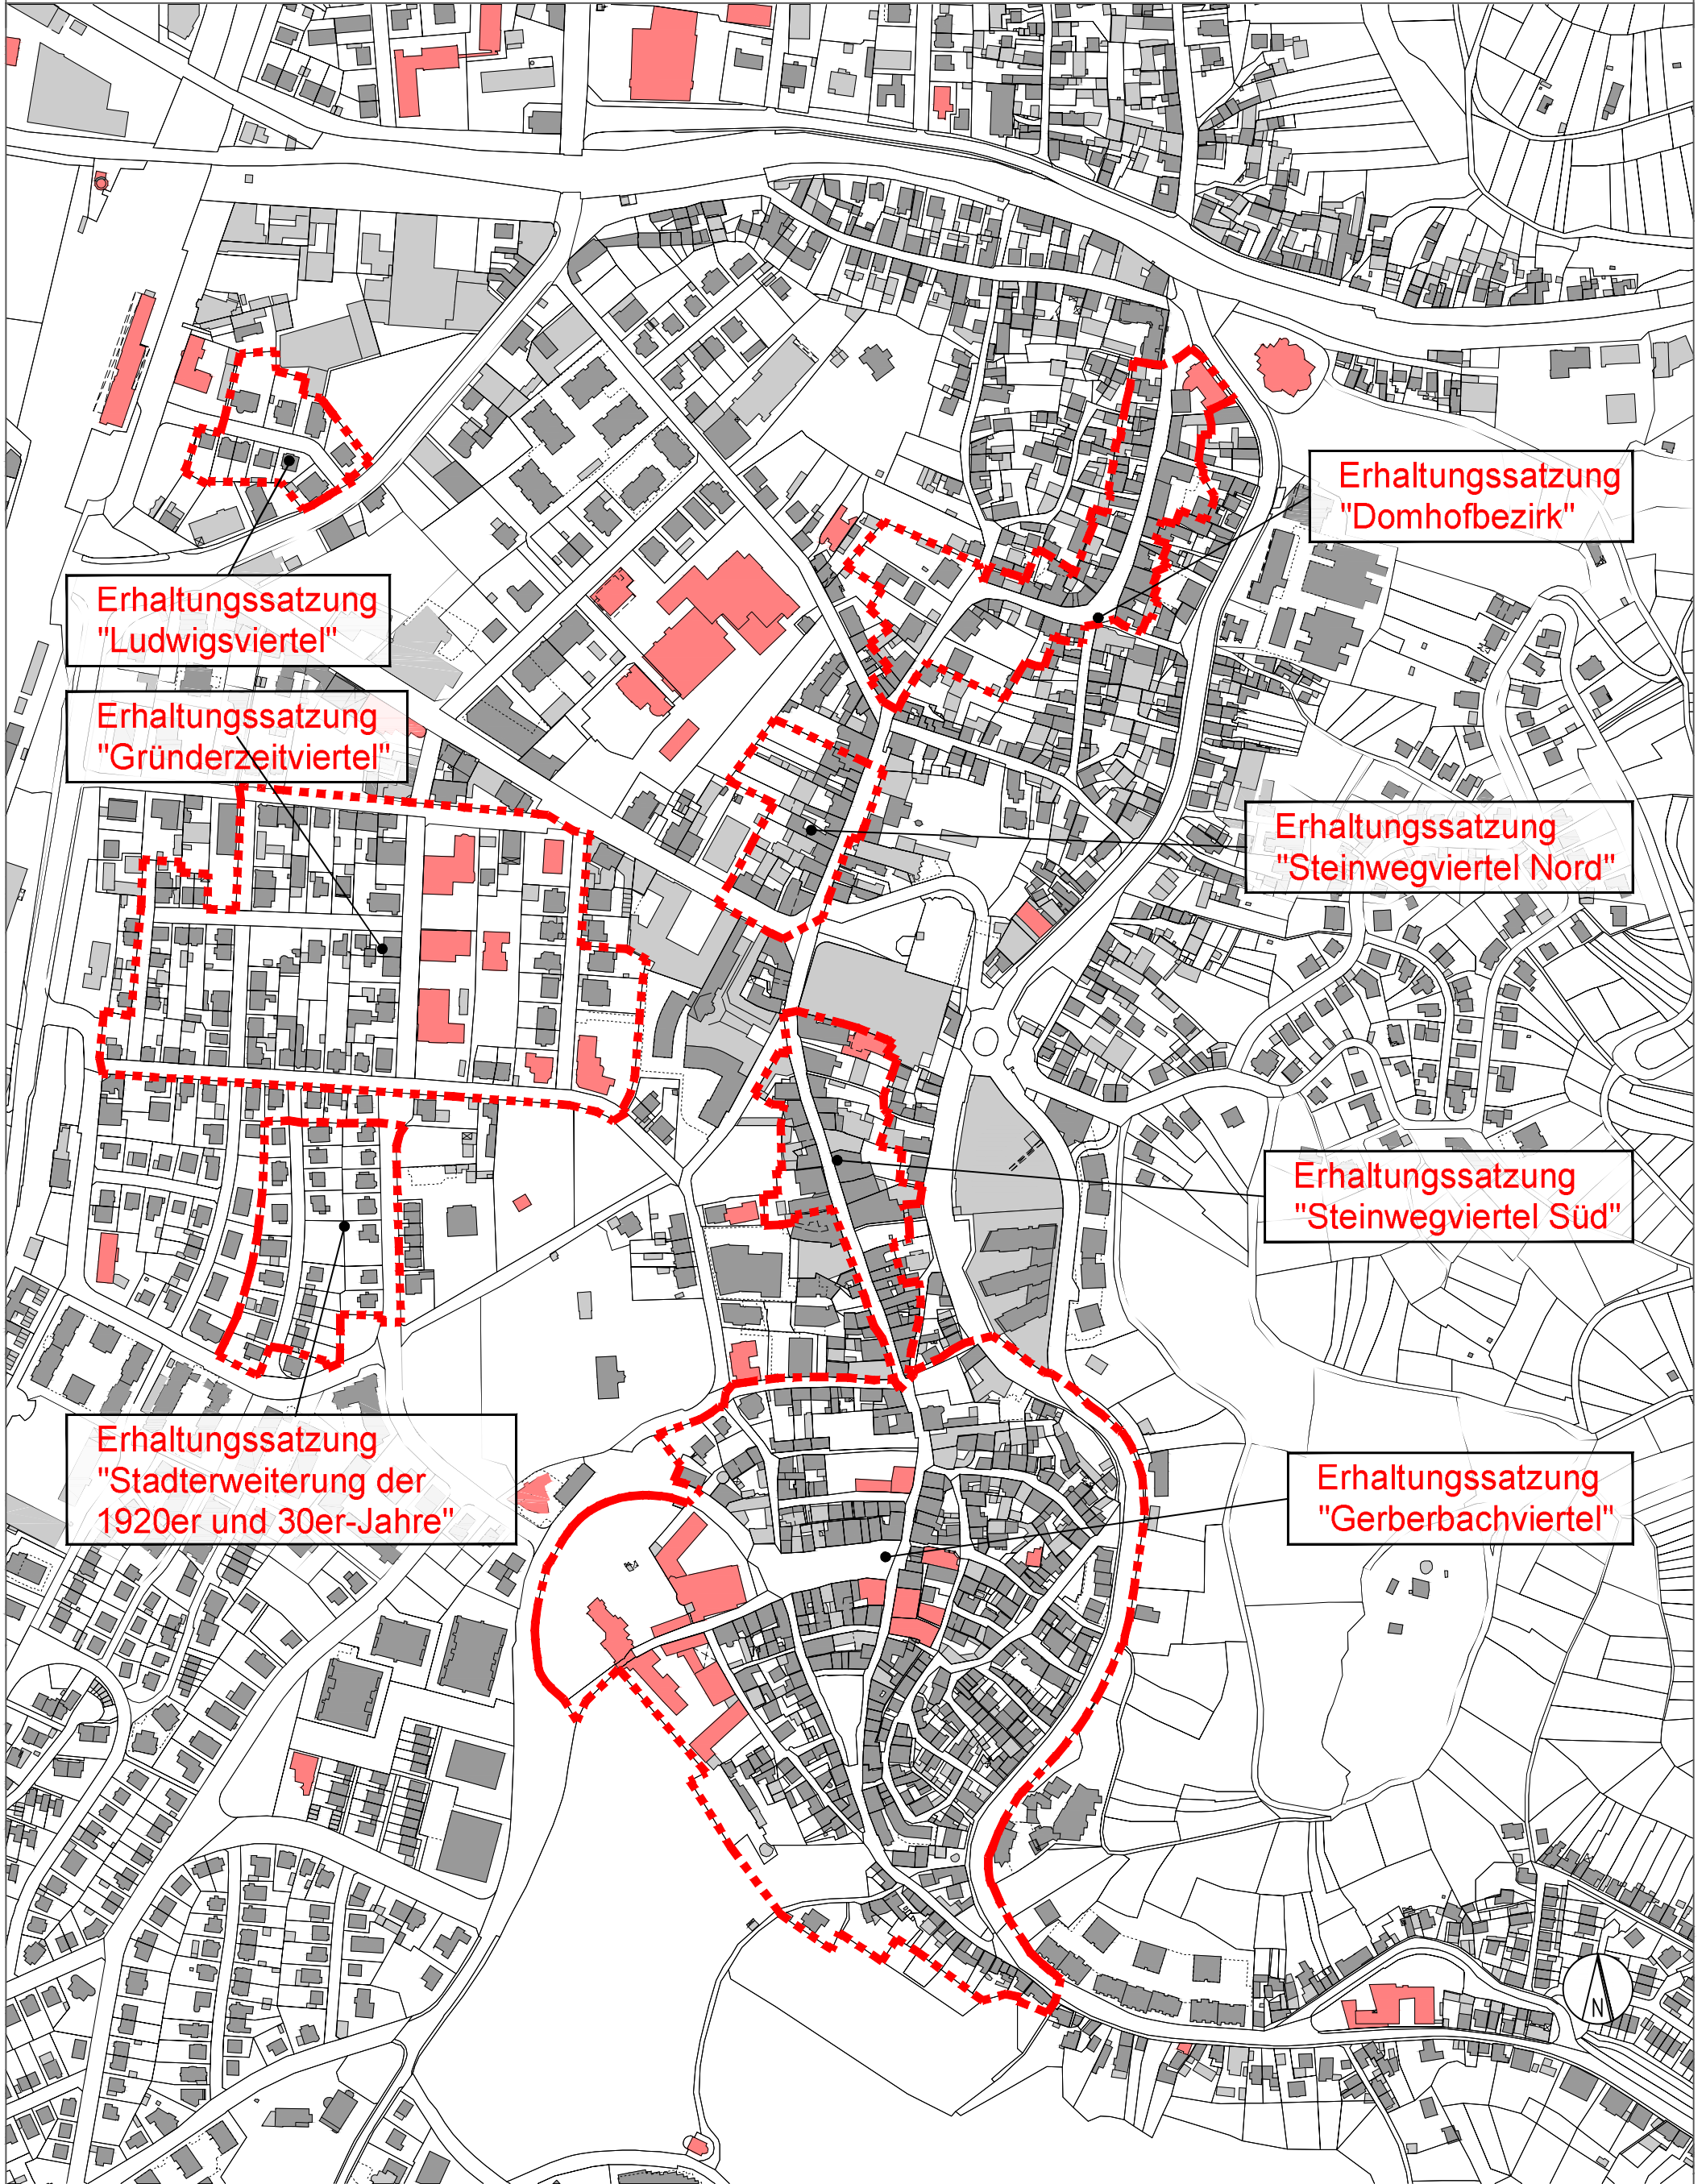 Erhaltungssatzung
"Domhofbezirk"
Erhaltungssatzung
"Ludwigsviertel"
Erhaltungssatzung
"Gründerzeitviertel"
Erhaltungssatzung
"Steinwegviertel Nord"
Erhaltungssatzung
"Steinwegviertel Süd"
Erhaltungssatzung
"Stadterweiterung der
1920er und 30er-Jahre"
Erhaltungssatzung
"Gerberbachviertel"
N